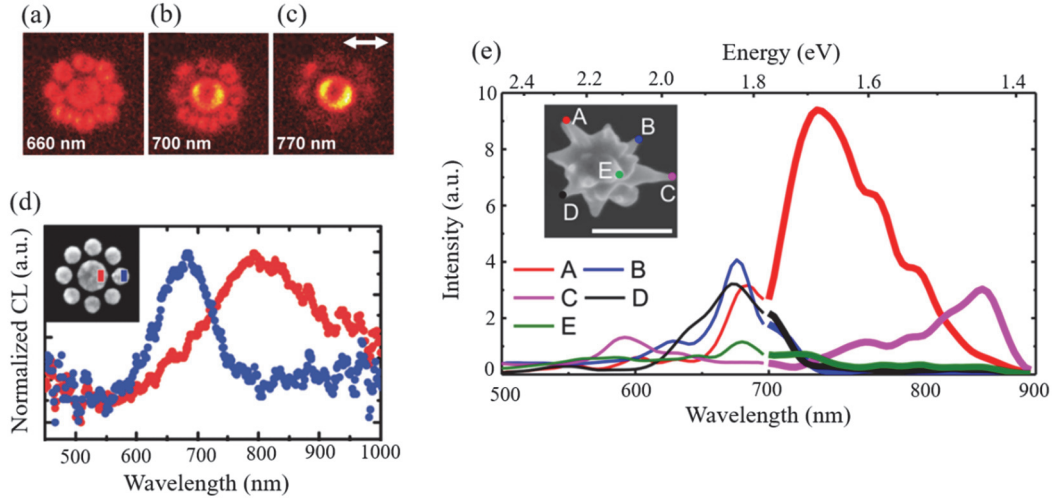 (a)
(b)
(c)
660 nm
700 nm
770 nm
(d)
Normalized CL (a.u.)
500 600 700 800 900 1000
Wavelength (nm)
(e)
Energy (eV)
2.4 2.2 2.0 1.8 1.6 1.4
Intensity (a.u.)
10
8
6
4
2
0
A
B
E
C
D
A B
C D
E
500 600 700 800 900
Wavelength (nm)